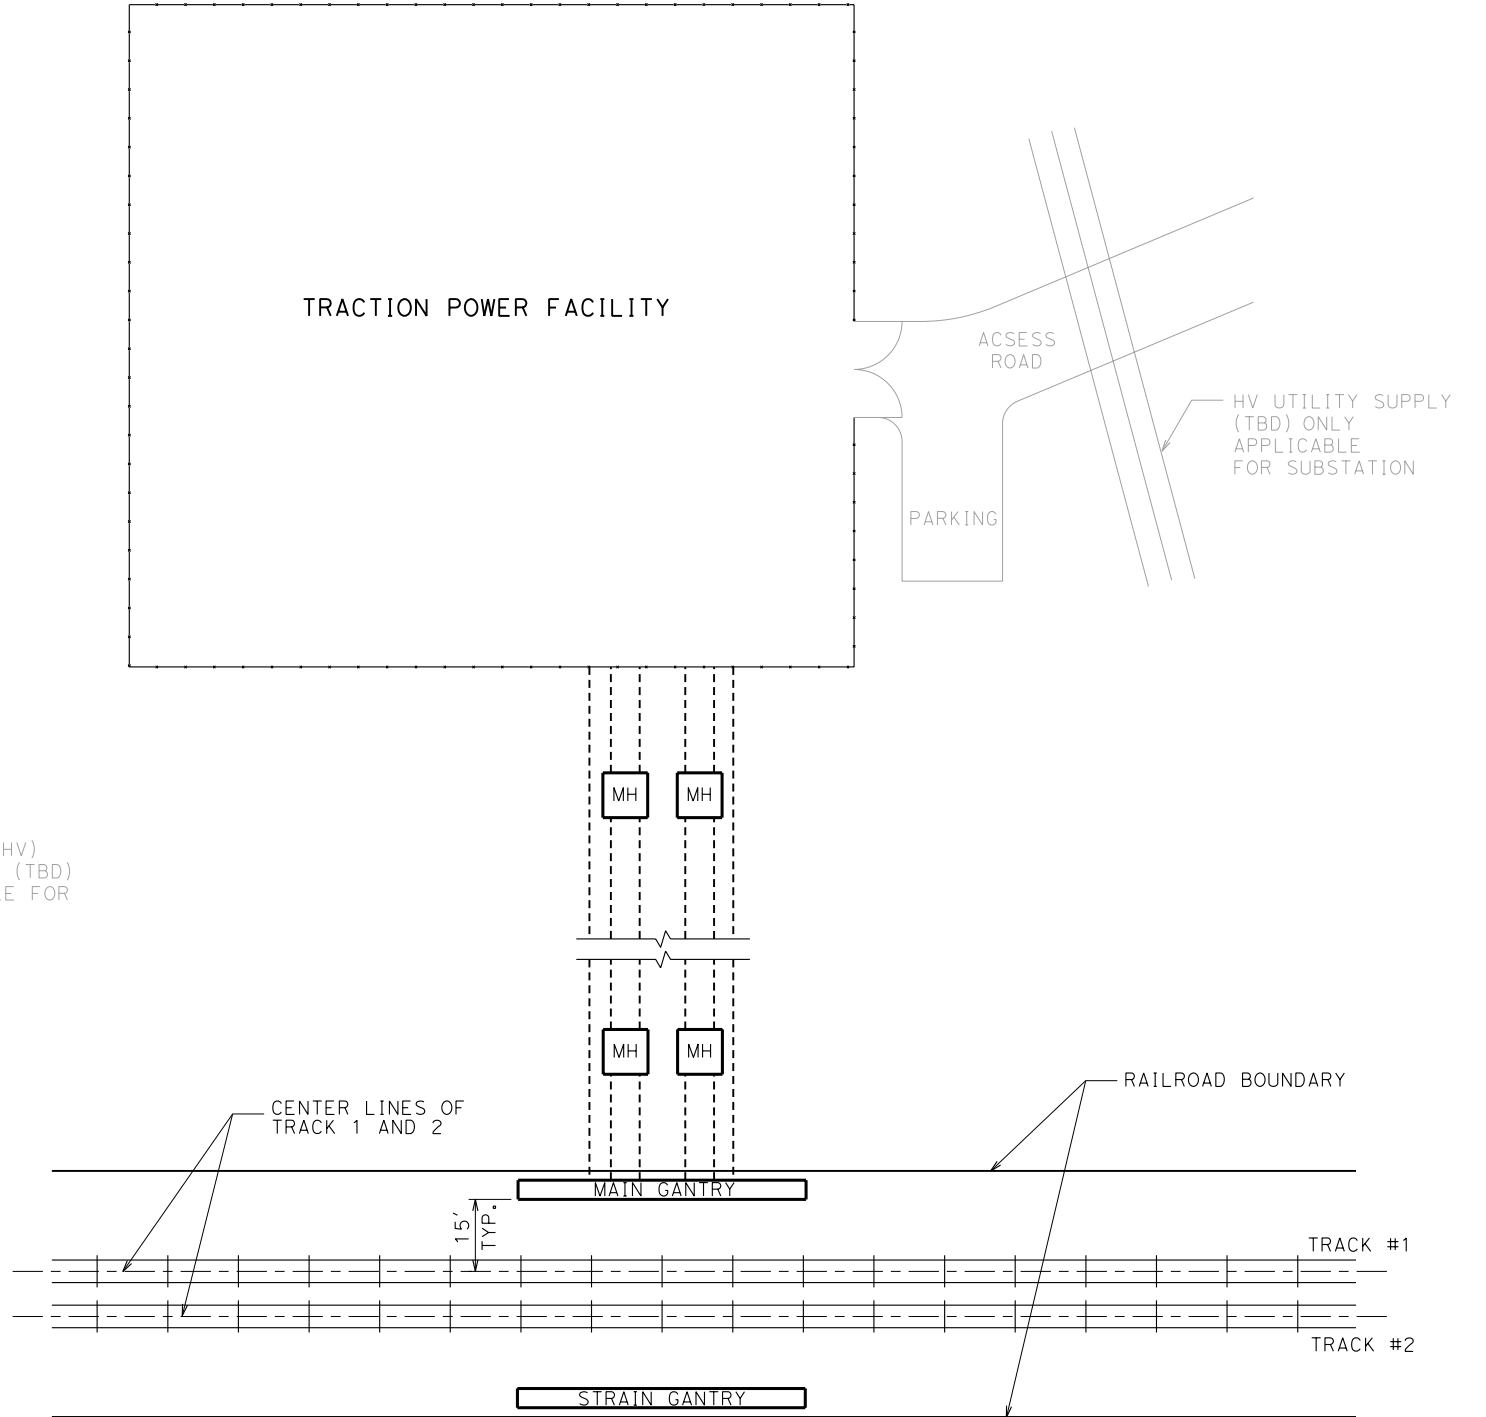 TRACTION POWER FACILITY
ACSESS
ROAD
HV UTILITY SUPPLY
(TBD) ONLY
APPLICABLE
FOR SUBSTATION
PARKING
MH MH
HV)
(TBD)
FOR
MH MH
RAILROAD BOUNDARY
CENTER LINES OF
TRACK 1 AND 2
MAIN GANTRY
15'
TYP.
TRACK #1
TRACK #2
STRAIN GANTRY